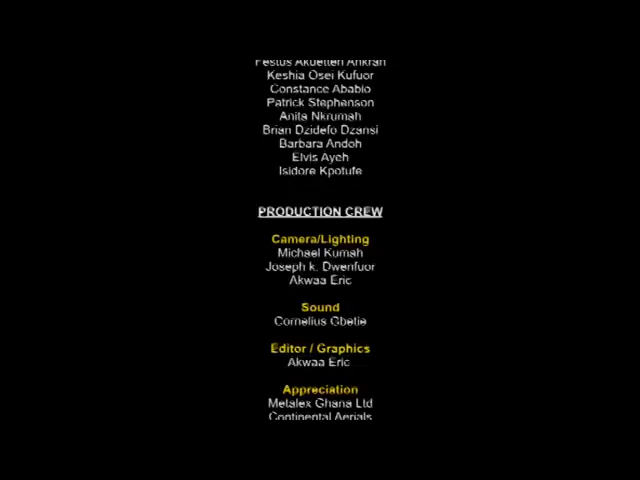 Festus Akuetteh Ankrah
Keshia Osei Kufuor
Constance Ababio
Patrick Stephenson
Anita Nkrumah
Brian Dzidefo Dzansi
Barbara Andoh
Elvis Ayeh
Isidore Kpotufe
PRODUCTION CREW
Camera/Lighting
Michael Kumah
Joseph k. Dwenfuor
Akwaa Eric
Sound
Cornelius Gbetie
Editor / Graphics
Akwaa Eric
Appreciation
Metalex Ghana Ltd
Continental Aerials